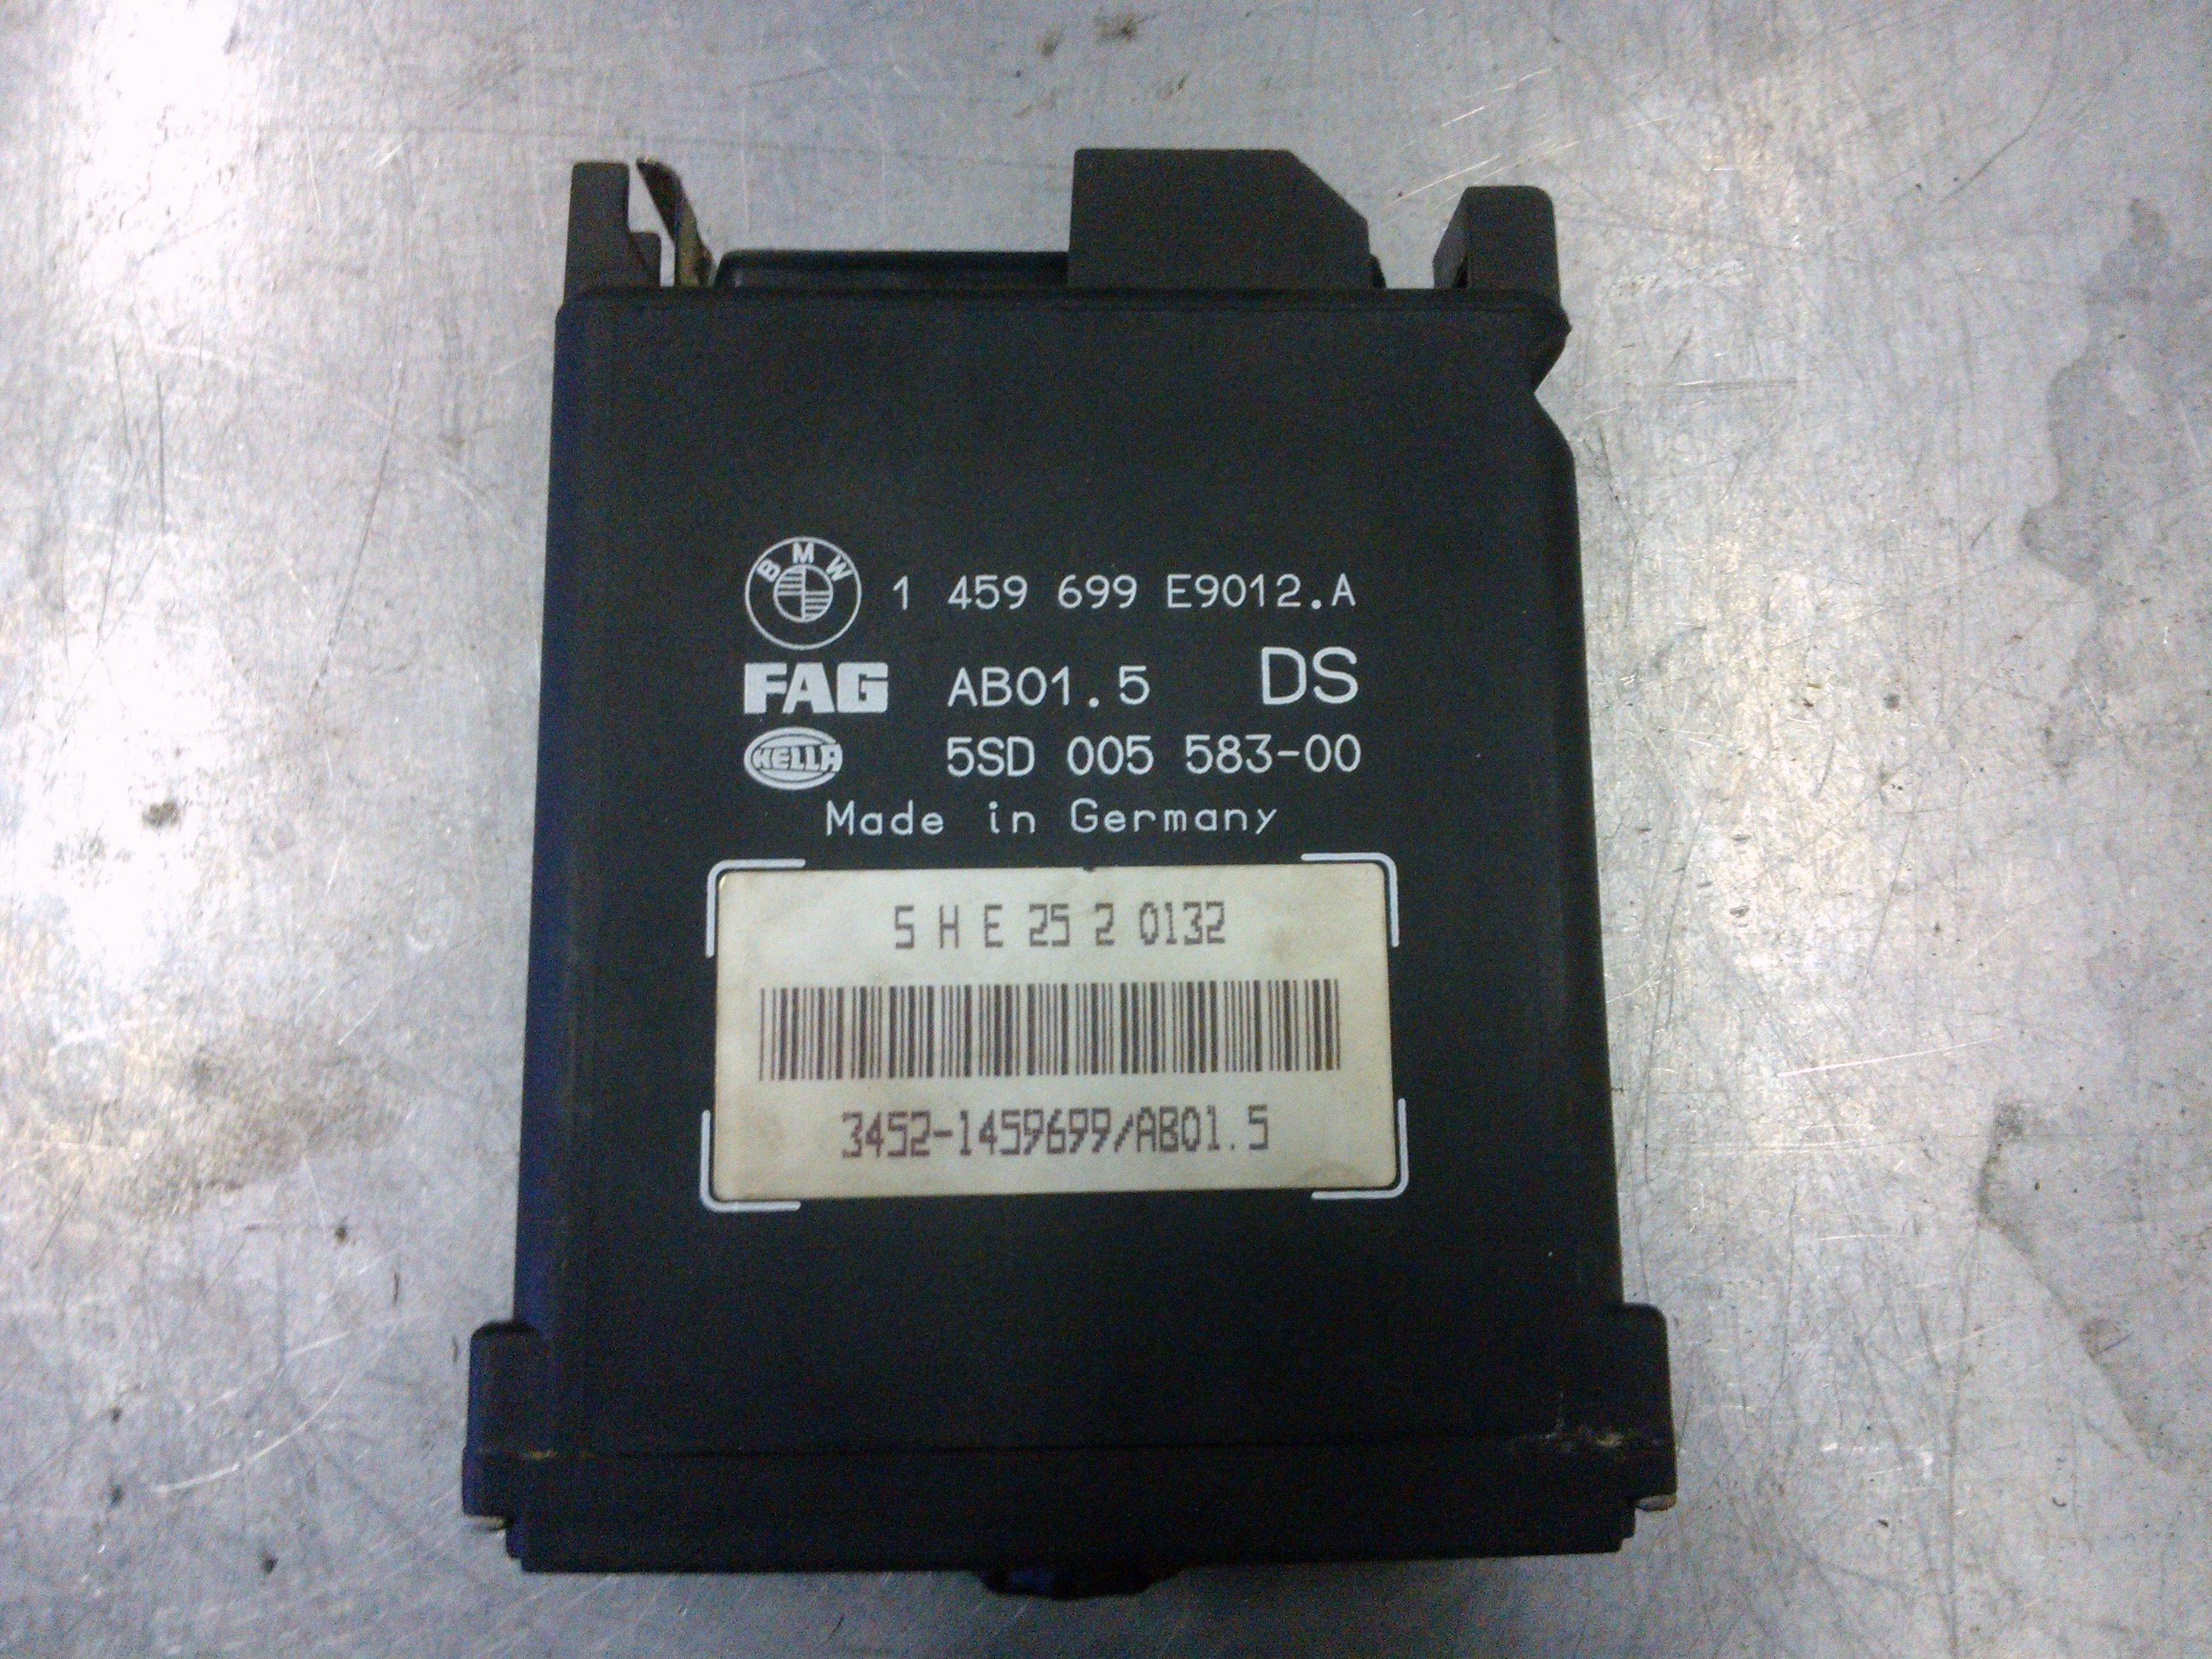 BMW 1 459 699 E9012.A
FAG AB01.5 DS
HELLA 5SD 005 583-00
Made in Germany
5 H E 25 2 0132
3452-1459699/AB01.5